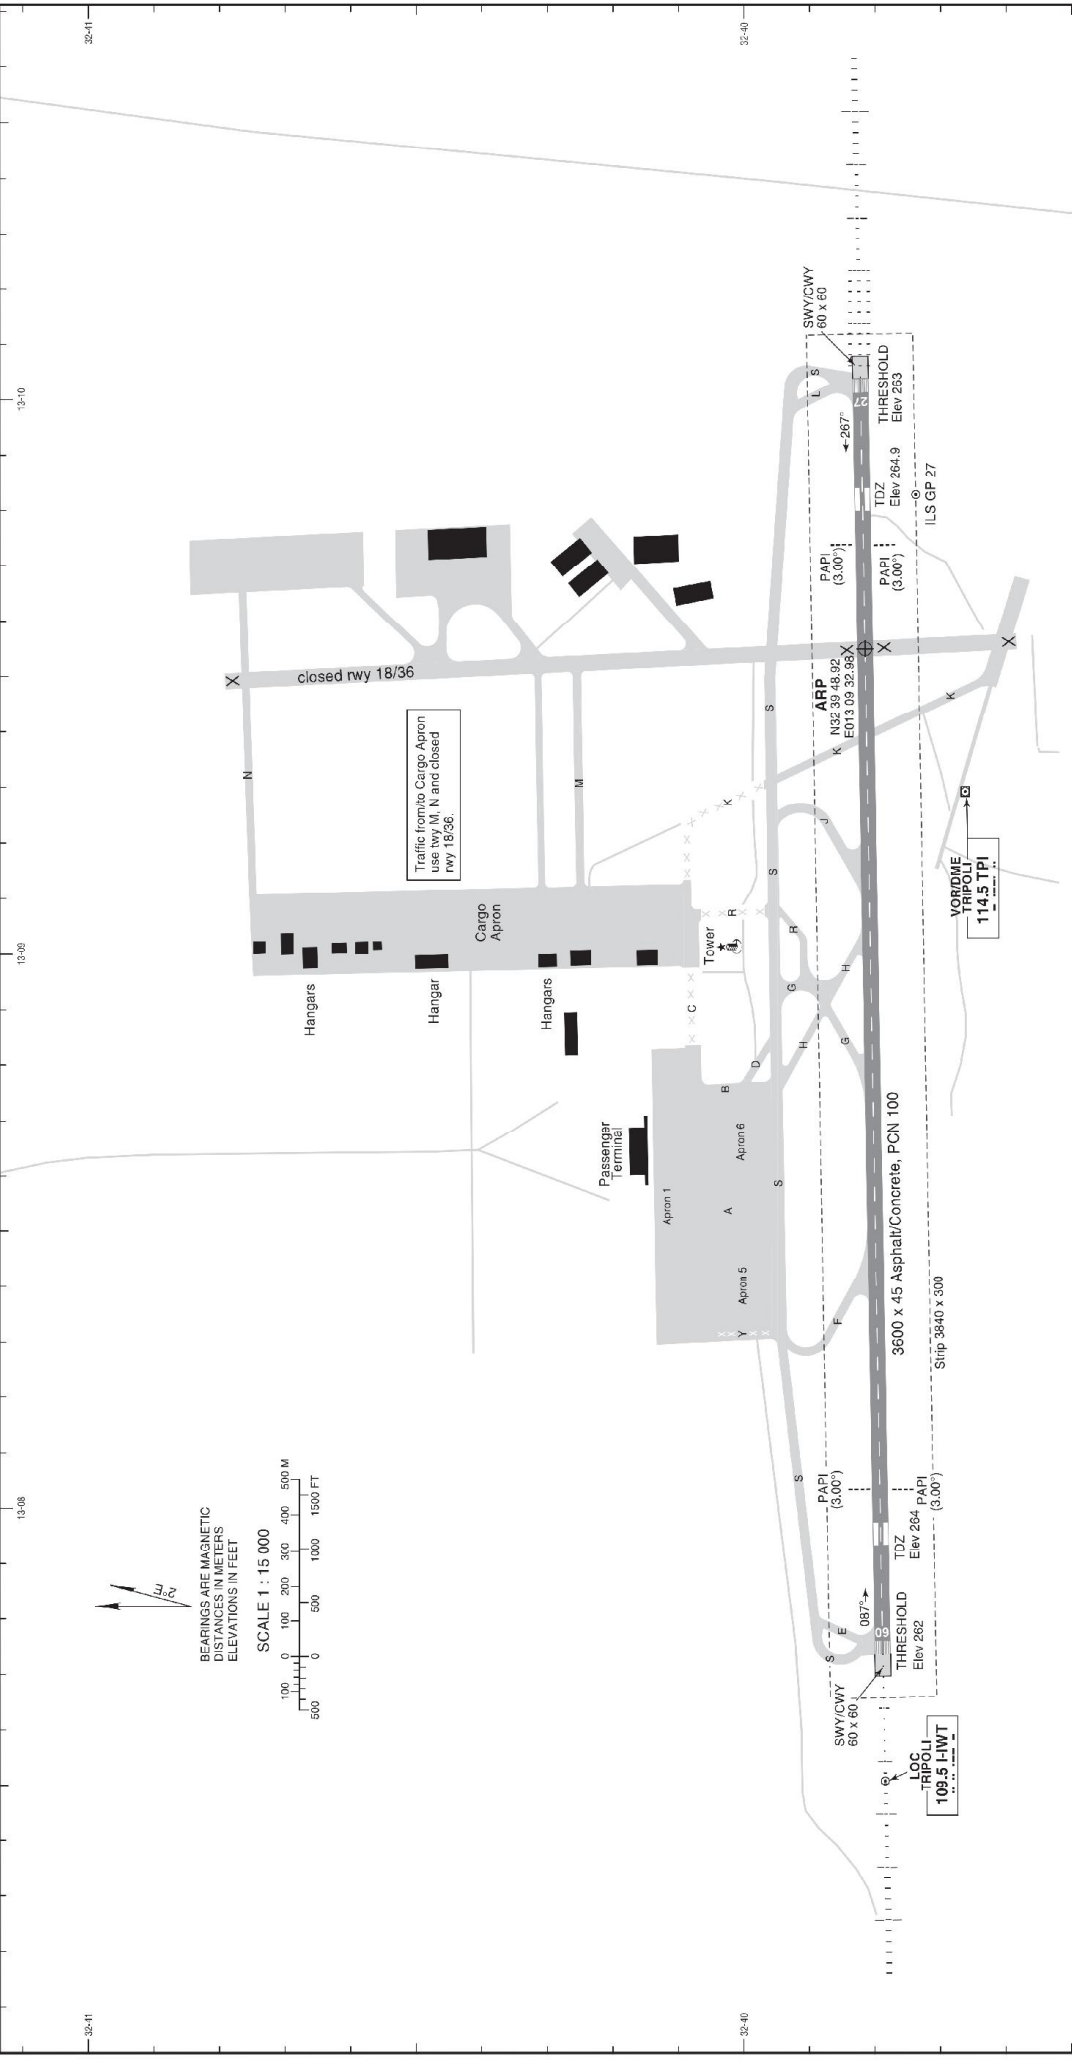 32-41
32-40
13-10
SWY/CWY
60 x 60
L
S
THRESHOLD
Elev 263
27
267°
TDZ
Elev 264.9
ILS GP 27
PAPI
(3.00°)
PAPI
(3.00°)
X
closed rwy 18/36
X
X
X
ARP
N32 39 48.92
E013 09 32.98
S
K
K
K
N
M
Traffic from/to Cargo Apron
use twy M, N and closed
rwy 18/36.
VOR/DME
TRIPOLI
114.5 TPI
J
S
R
R
Cargo
Apron
Tower
13-09
Hangars
Hangar
Hangars
C
G
H
H
G
D
B
Passenger
Terminal
Apron 1
Apron 6
A
Apron 5
Y
S
F
3600 x 45 Asphalt/Concrete, PCN 100
Strip 3840 x 300
S
PAPI
(3.00°)
PAPI
(3.00°)
13-08
TDZ
Elev 264
BEARINGS ARE MAGNETIC
DISTANCES IN METERS
ELEVATIONS IN FEET
2°E
SCALE 1 : 15 000
100 0 100 200 300 400 500 M
500 0 500 1000 1500 FT
087°
E
S
09
THRESHOLD
Elev 262
SWY/CWY
60 x 60
LOC
TRIPOLI
109.5 I-IWT
32-41
32-40